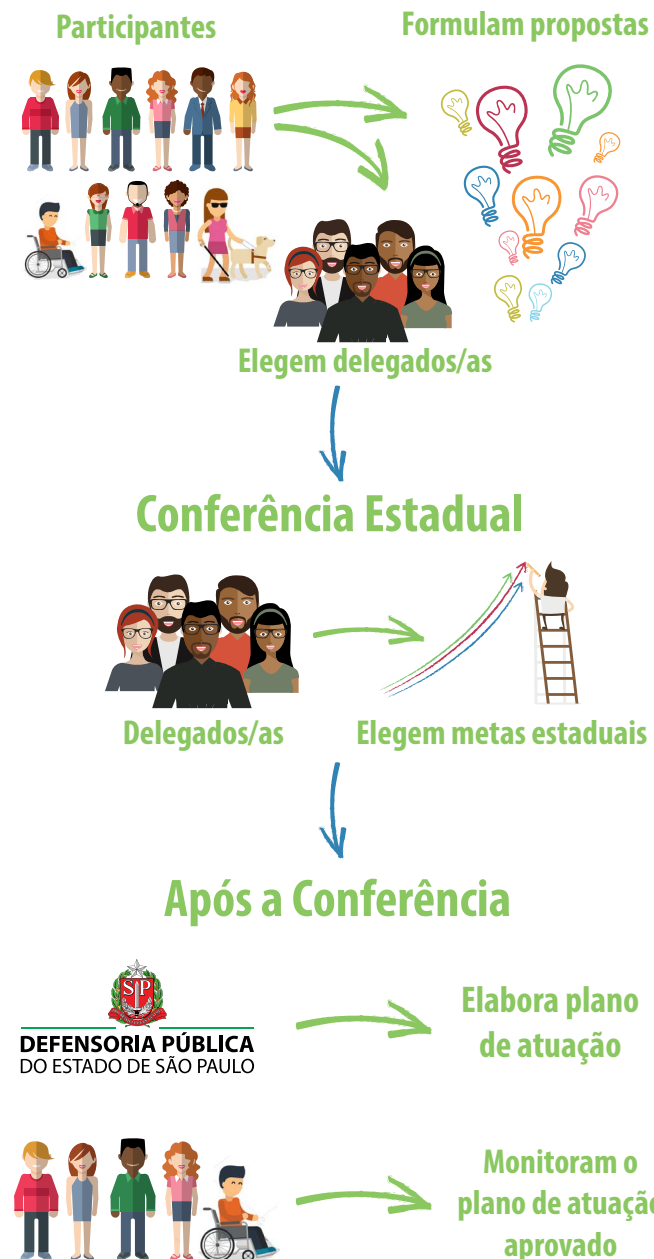 Participantes
Formulam propostas
Elegem delegados/as
Conferência Estadual
Delegados/as
Elegem metas estaduais
Após a Conferência
SP
DEFENSORIA PÚBLICA
DO ESTADO DE SÃO PAULO
Elabora plano
de atuação
Monitoram o
plano de atuação
aprovado